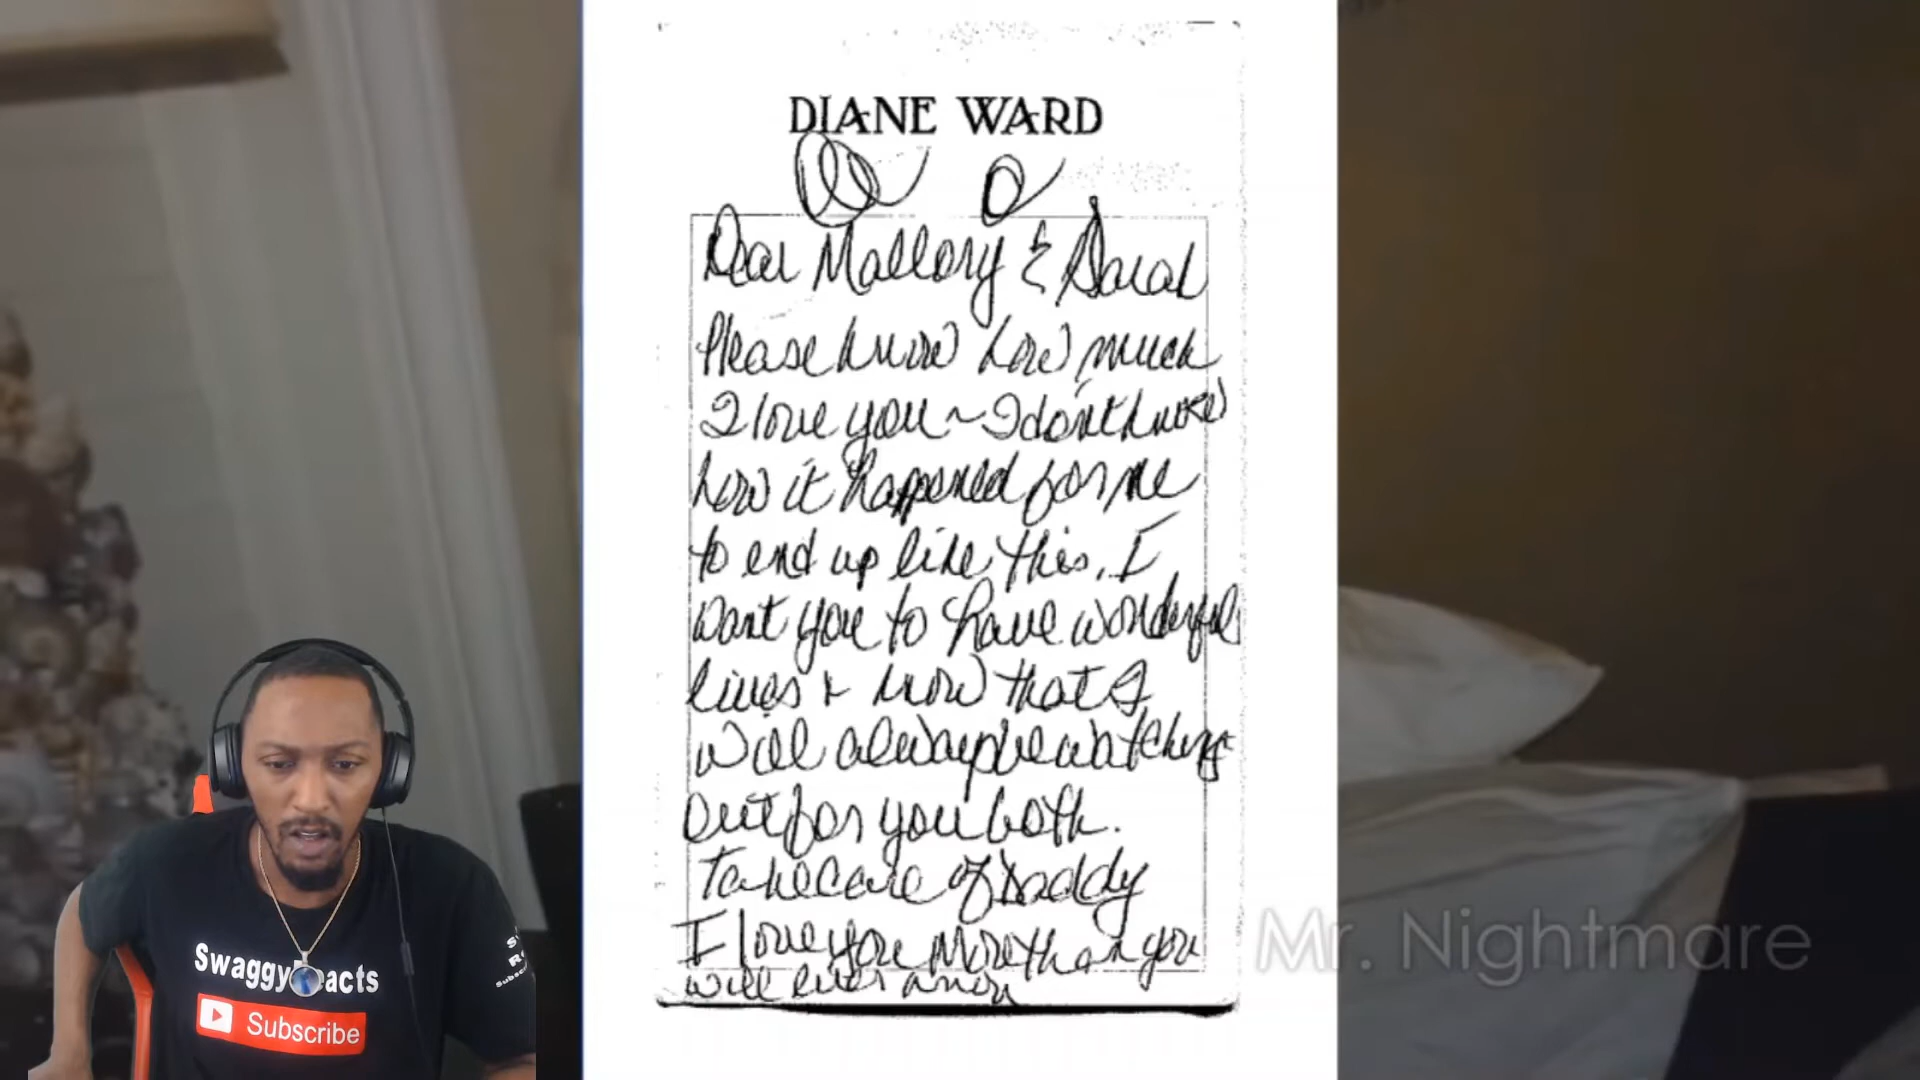 DIANE WARD
Dear Mallory & Sarah
Please know how much
I love you ~ I don't know
how it happened for me
to end up like this, I
want you to have wonderful
lives & know that I
will always be watching
out for you both.
Take care of Daddy
I love you more than you
will ever know
Mr. Nightmare
SwaggyReacts
Subscribe